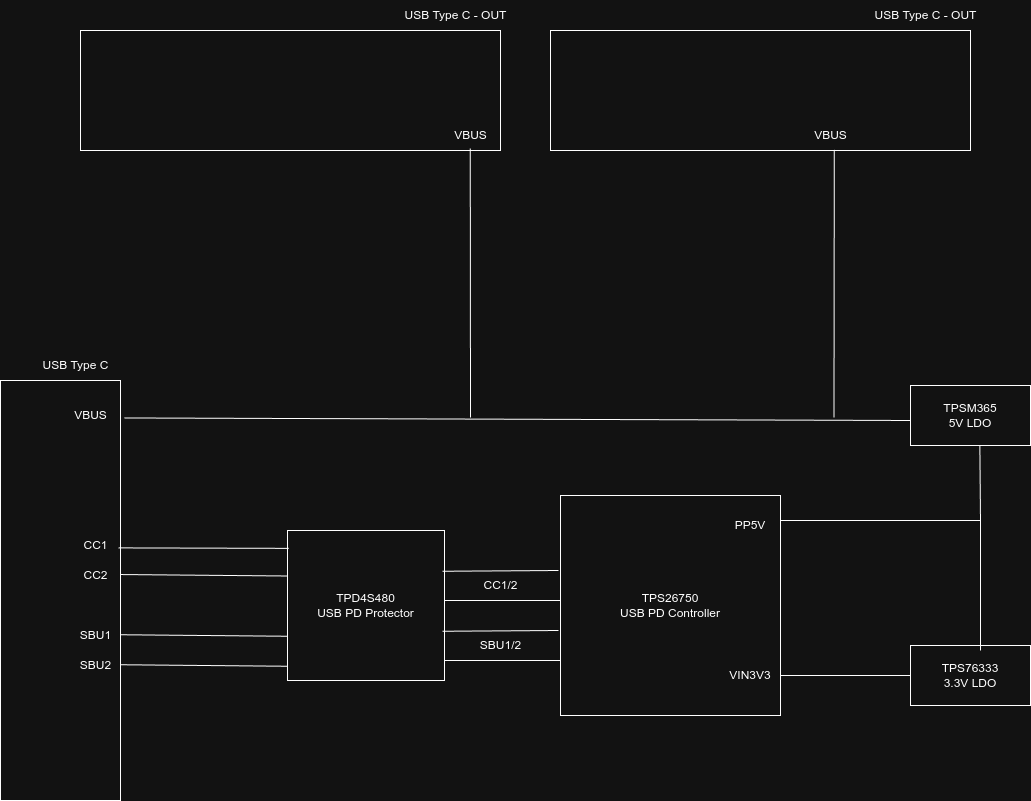 USB Type C - OUT
USB Type C - OUT
VBUS
VBUS
USB Type C
VBUS
TPSM365
5V LDO
PP5V
CC1
CC2
TPD4S480
USB PD Protector
CC1/2
TPS26750
USB PD Controller
SBU1
SBU2
SBU1/2
VIN3V3
TPS76333
3.3V LDO